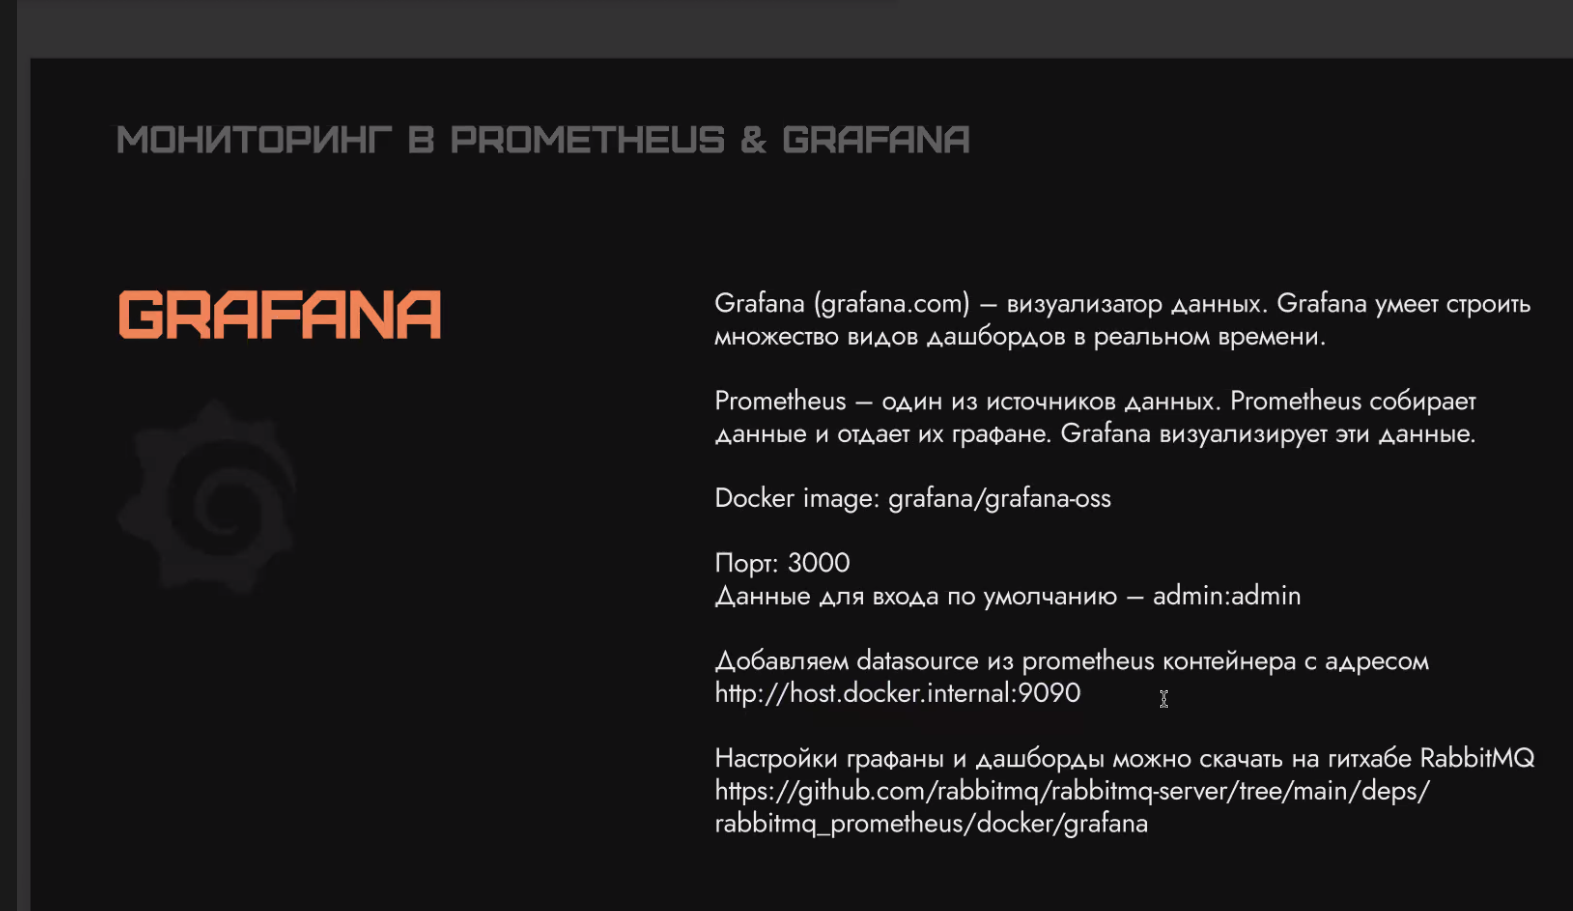 МОНИТОРИНГ В PROMETHEUS & GRAFANA
GRAFANA
Grafana (grafana.com) – визуализатор данных. Grafana умеет строить
множество видов дашбордов в реальном времени.
Prometheus – один из источников данных. Prometheus собирает
данные и отдает их графане. Grafana визуализирует эти данные.
Docker image: grafana/grafana-oss
Порт: 3000
Данные для входа по умолчанию – admin:admin
Добавляем datasource из prometheus контейнера с адресом
http://host.docker.internal:9090
Настройки графаны и дашборды можно скачать на гитхабе RabbitMQ
https://github.com/rabbitmq/rabbitmq-server/tree/main/deps/
rabbitmq_prometheus/docker/grafana